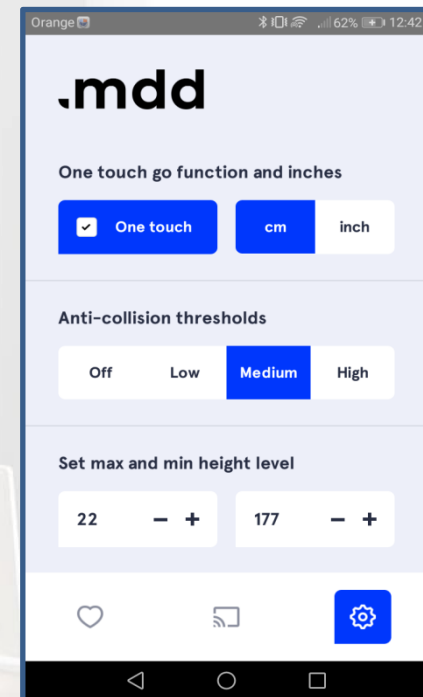 Orange 62% 12:42
.mdd
One touch go function and inches
One touch cm inch
Anti-collision thresholds
Off Low Medium High
Set max and min height level
22 − + 177 − +